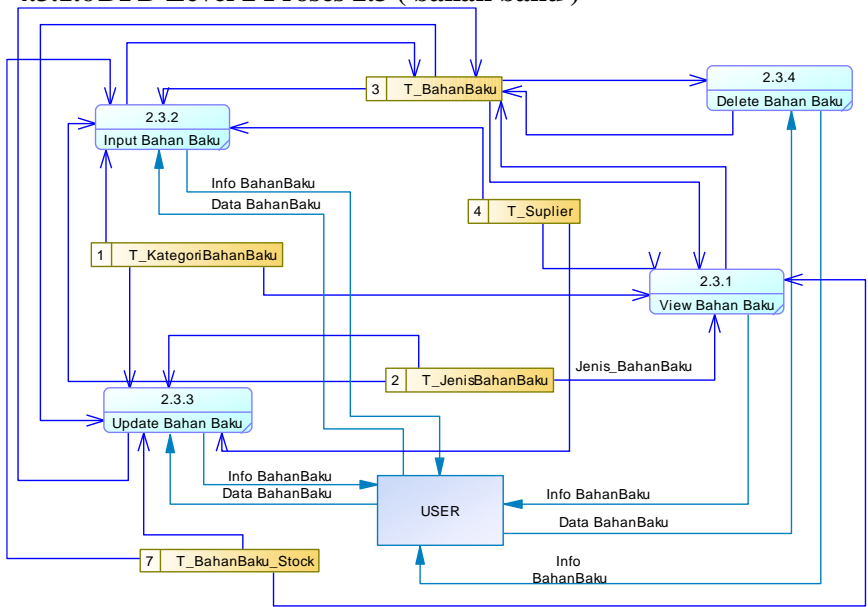 3 T_BahanBaku
2.3.4
Delete Bahan Baku
2.3.2
Input Bahan Baku
Info BahanBaku
Data BahanBaku
4 T_Suplier
1 T_KategoriBahanBaku
2.3.1
View Bahan Baku
Jenis_BahanBaku
2 T_JenisBahanBaku
2.3.3
Update Bahan Baku
Info BahanBaku
Data BahanBaku
USER
Info BahanBaku
Data BahanBaku
7 T_BahanBaku_Stock
Info
BahanBaku